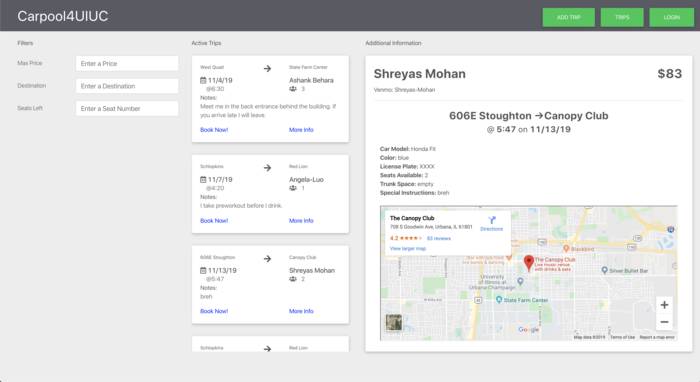 Carpool4UIUC
ADD TRIP
TRIPS
LOGIN
Filters
Max Price
Enter a Price
Destination
Enter a Destination
Seats Left
Enter a Seat Number
Active Trips
West Quad
State Farm Center
11/4/19
Ashank Behara
@6:30
3
Notes:
Meet me in the back entrance behind the building. If
you arrive late I will leave.
Book Now!
More Info
Schlopkins
Red Lion
11/7/19
Angela-Luo
@4:20
1
Notes:
I take preworkout before I drink.
Book Now!
More Info
606E Stoughton
Canopy Club
11/13/19
Shreyas Mohan
@5:47
2
Notes:
breh
Book Now!
More Info
Schlopkins
Red Lion
Additional Information
Shreyas Mohan
$83
Venmo: Shreyas-Mohan
606E Stoughton → Canopy Club
@ 5:47 on 11/13/19
Car Model: Honda Fit
Color: blue
License Plate: XXXX
Seats Available: 2
Trunk Space: empty
Special Instructions: breh
The Canopy Club
708 S Goodwin Ave, Urbana, IL 61801
Directions
4.2
83 reviews
View larger map
Blackbird
The Canopy Club
Live music venue
with drinks & eats
Silver Bullet Bar
University of
Illinois at
Urbana Champaign
State Farm Center
Google
Map data ©2019
Terms of Use
Report a map error